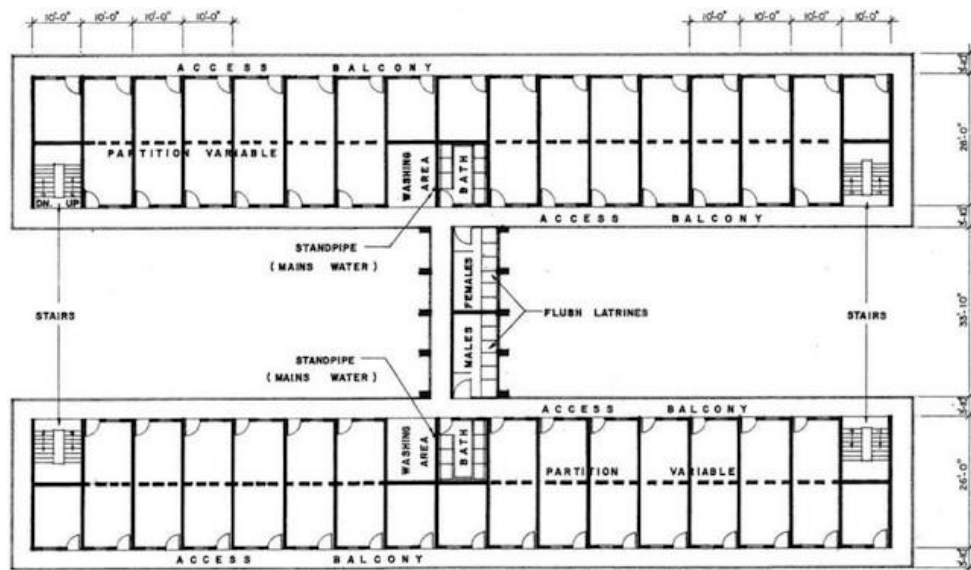 10'-0" 10'-0" 10'-0" 10'-0" 10'-0" 10'-0" 10'-0" 10'-0"
ACCESS BALCONY
PARTITION VARIABLE
WASHING AREA
BATH
DN. UP
26'-0"
ACCESS BALCONY
STANDPIPE
(MAINS WATER)
FEMALES
MALES
FLUSH LATRINES
STAIRS
STAIRS
33'-10"
STANDPIPE
(MAINS WATER)
ACCESS BALCONY
WASHING AREA
BATH
PARTITION VARIABLE
26'-0"
ACCESS BALCONY